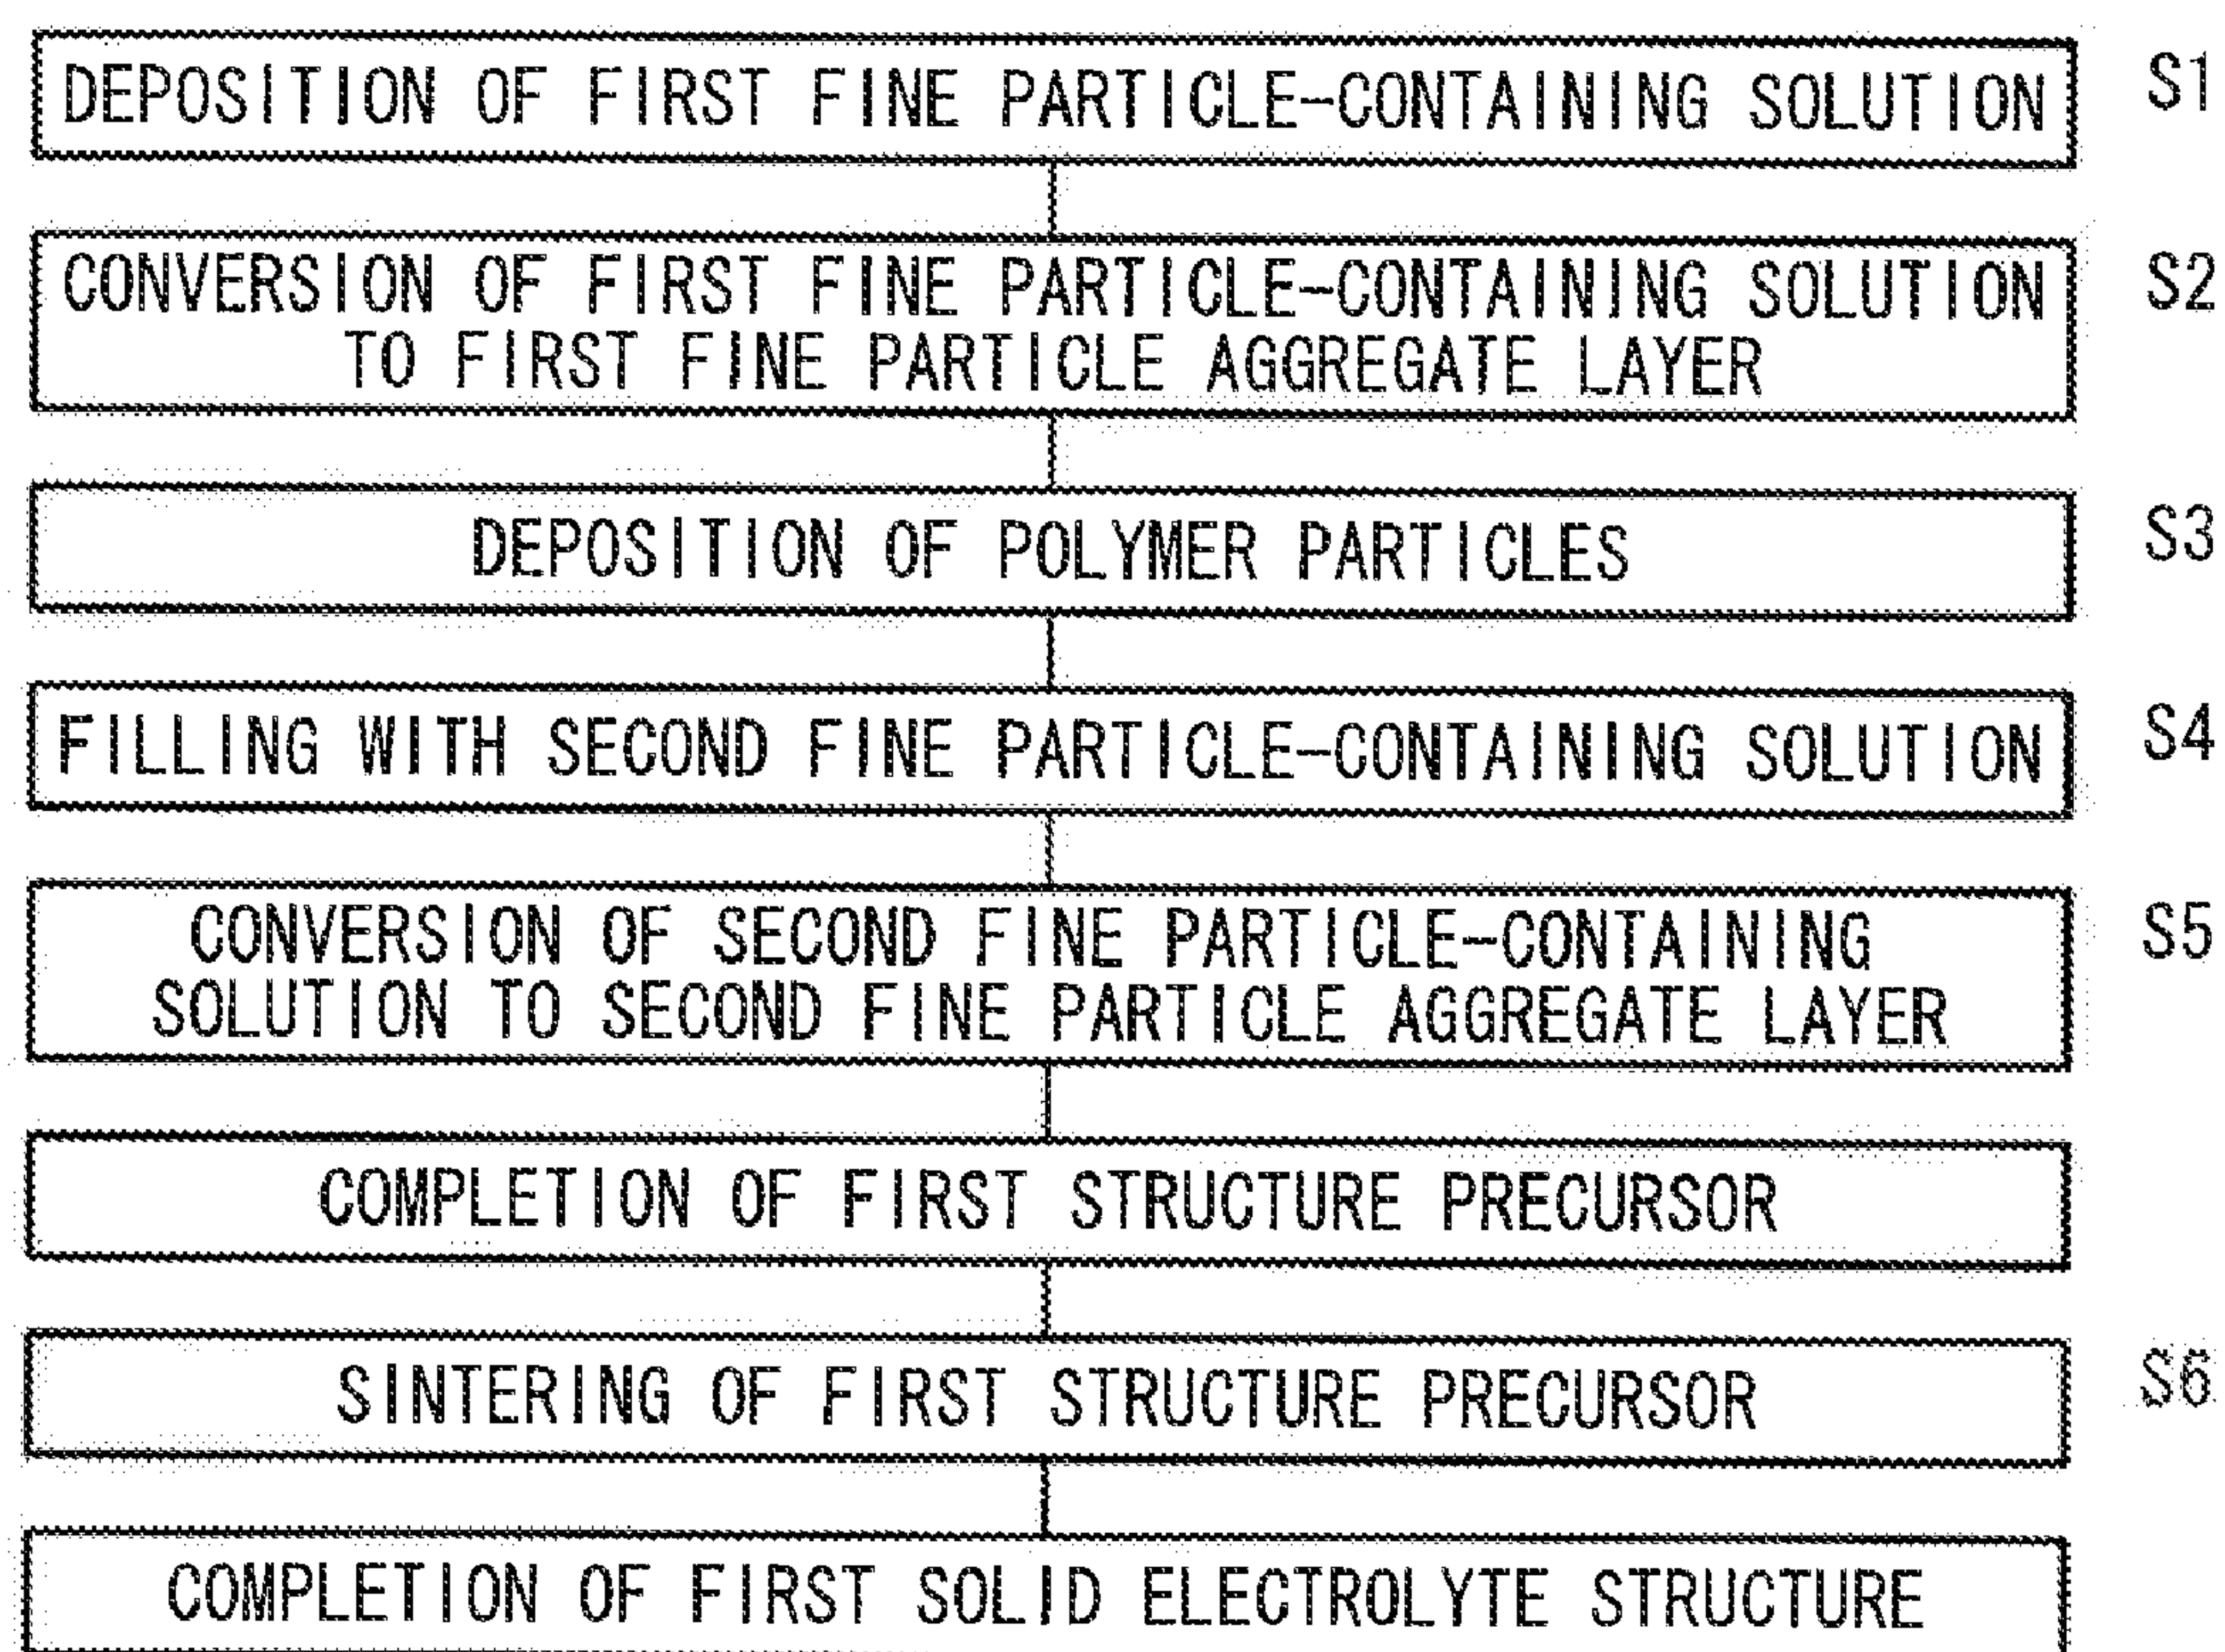 DEPOSITION OF FIRST FINE PARTICLE-CONTAINING SOLUTION S1
CONVERSION OF FIRST FINE PARTICLE-CONTAINING SOLUTION S2
TO FIRST FINE PARTICLE AGGREGATE LAYER
DEPOSITION OF POLYMER PARTICLES S3
FILLING WITH SECOND FINE PARTICLE-CONTAINING SOLUTION S4
CONVERSION OF SECOND FINE PARTICLE-CONTAINING S5
SOLUTION TO SECOND FINE PARTICLE AGGREGATE LAYER
COMPLETION OF FIRST STRUCTURE PRECURSOR
SINTERING OF FIRST STRUCTURE PRECURSOR S6
COMPLETION OF FIRST SOLID ELECTROLYTE STRUCTURE